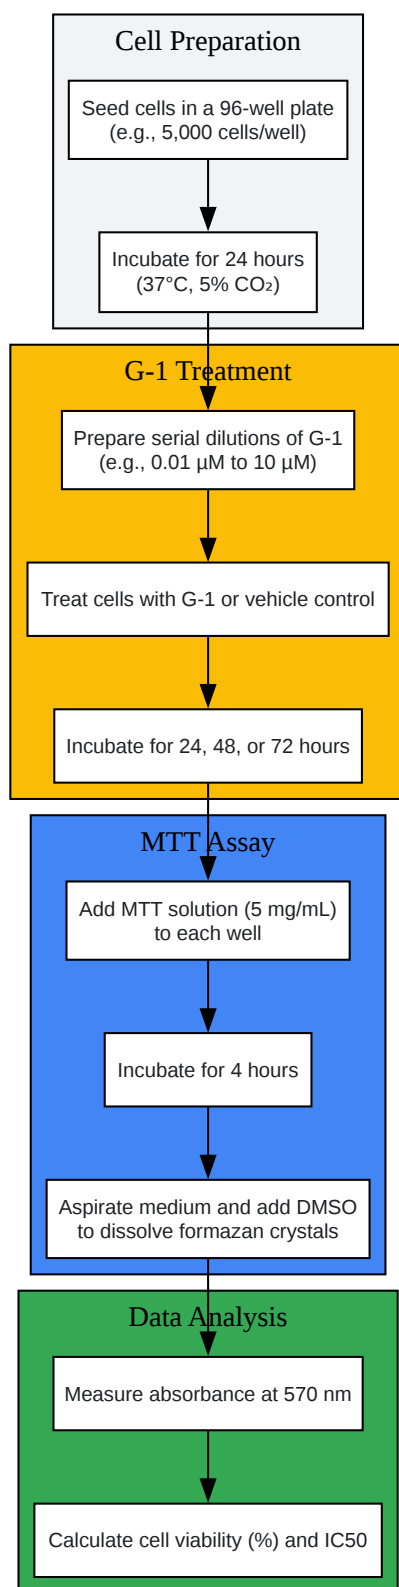 Cell Preparation
Seed cells in a 96-well plate
(e.g., 5,000 cells/well)
Incubate for 24 hours
(37°C, 5% CO₂)
G-1 Treatment
Prepare serial dilutions of G-1
(e.g., 0.01 µM to 10 µM)
Treat cells with G-1 or vehicle control
Incubate for 24, 48, or 72 hours
MTT Assay
Add MTT solution (5 mg/mL)
to each well
Incubate for 4 hours
Aspirate medium and add DMSO
to dissolve formazan crystals
Data Analysis
Measure absorbance at 570 nm
Calculate cell viability (%) and IC50